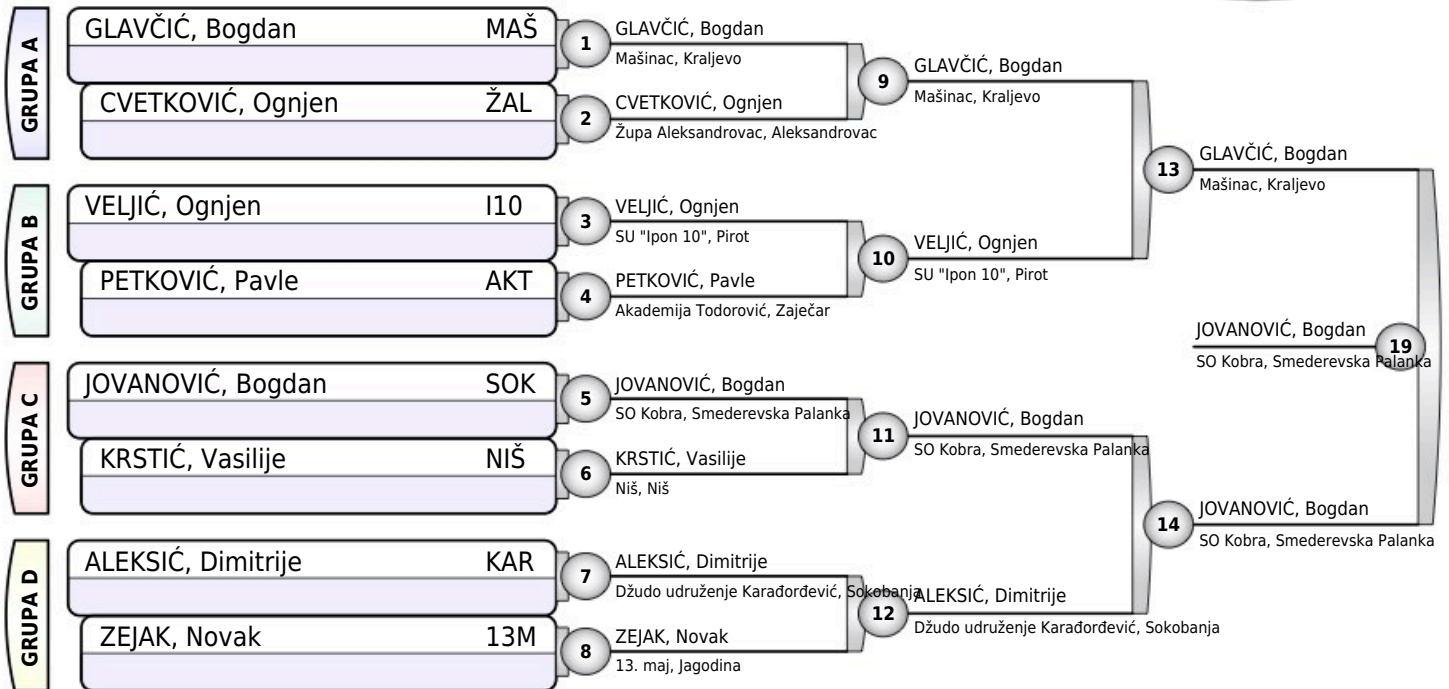 GRUPA A
GLAVČIĆ, Bogdan MAŠ
CVETKOVIĆ, Ognjen ŽAL
GRUPA B
VELJIĆ, Ognjen I10
PETKOVIĆ, Pavle AKT
GRUPA C
JOVANOVIĆ, Bogdan SOK
KRSTIĆ, Vasilije NIŠ
GRUPA D
ALEKSIĆ, Dimitrije KAR
ZEJAK, Novak 13M
1
GLAVČIĆ, Bogdan
Mašinac, Kraljevo
2
CVETKOVIĆ, Ognjen
Župa Aleksandrovac, Aleksandrovac
3
VELJIĆ, Ognjen
SU "Ipon 10", Pirot
4
PETKOVIĆ, Pavle
Akademija Todorović, Zaječar
5
JOVANOVIĆ, Bogdan
SO Kobra, Smederevska Palanka
6
KRSTIĆ, Vasilije
Niš, Niš
7
ALEKSIĆ, Dimitrije
Džudo udruženje Karađorđević, Sokobanja
8
ZEJAK, Novak
13. maj, Jagodina
9
GLAVČIĆ, Bogdan
Mašinac, Kraljevo
10
VELJIĆ, Ognjen
SU "Ipon 10", Pirot
11
JOVANOVIĆ, Bogdan
SO Kobra, Smederevska Palanka
12
ALEKSIĆ, Dimitrije
Džudo udruženje Karađorđević, Sokobanja
13
GLAVČIĆ, Bogdan
Mašinac, Kraljevo
14
JOVANOVIĆ, Bogdan
SO Kobra, Smederevska Palanka
19
JOVANOVIĆ, Bogdan
SO Kobra, Smederevska Palanka